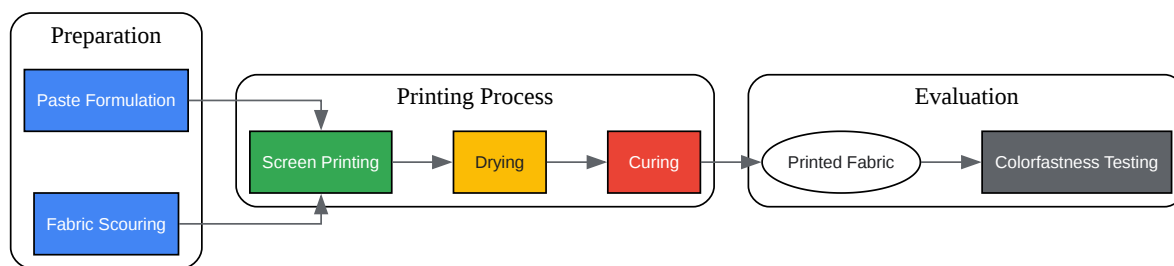 Preparation
Paste Formulation
Fabric Scouring
Printing Process
Screen Printing
Drying
Curing
Evaluation
Printed Fabric
Colorfastness Testing